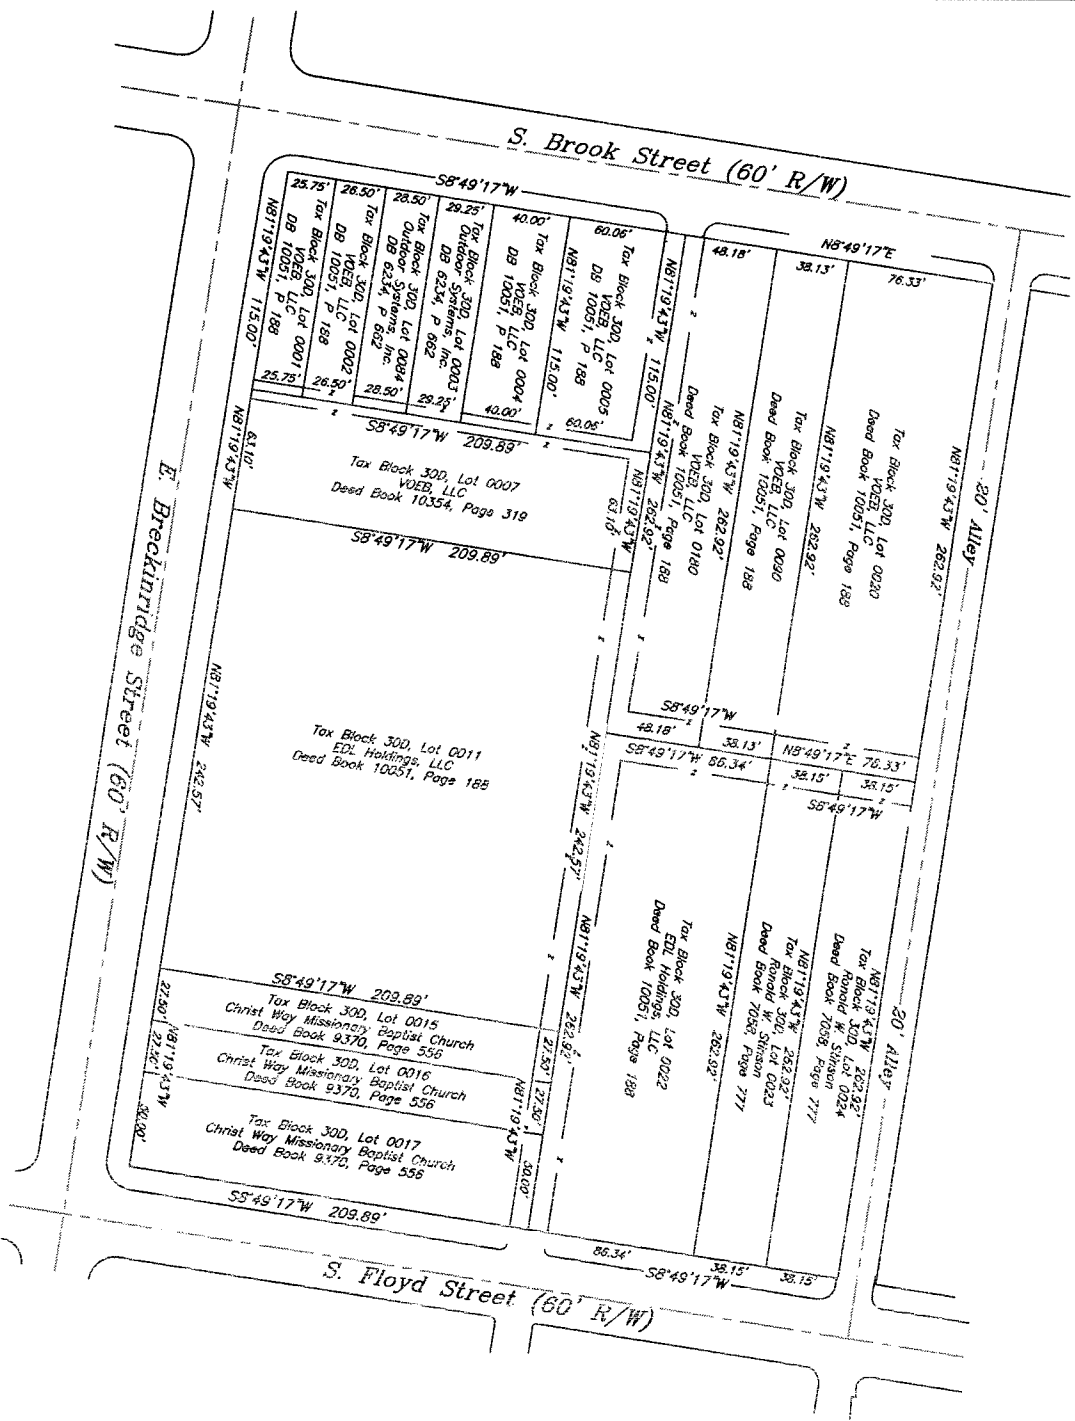 S. Brook Street (60' R/W)
S8°49'17"W
25.75'
26.50'
28.50'
29.25'
40.00'
60.06'
48.18'
N8°49'17"E
38.13'
76.33'
N81°19'43"W 115.00'
Tax Block 30D, Lot 0001
VOEB, LLC
DB 10051, P 188
Tax Block 30D, Lot 0002
VOEB, LLC
DB 10051, P 188
Tax Block 30D, Lot 0084
Outdoor Systems, Inc.
DB 6234, P 662
Tax Block 30D, Lot 0003
Outdoor Systems, Inc.
DB 6234, P 662
Tax Block 30D, Lot 0004
VOEB, LLC
DB 10051, P 188
N81°19'43"W 115.00'
Tax Block 30D, Lot 0005
VOEB, LLC
DB 10051, P 188
N81°19'43"W 115.00'
25.75'
26.50'
28.50'
29.25'
40.00'
60.06'
S8°49'17"W 209.89'
N81°19'43"W
63.10'
Tax Block 30D, Lot 0007
VOEB, LLC
Deed Book 10354, Page 319
N81°19'43"W
63.10'
S8°49'17"W 209.89'
N81°19'43"W 262.92'
Tax Block 30D, Lot 0180
VOEB, LLC
Deed Book 10051, Page 188
N81°19'43"W 262.92'
Tax Block 30D, Lot 0090
VOEB, LLC
Deed Book 10051, Page 188
N81°19'43"W 262.92'
Tax Block 30D, Lot 0020
VOEB, LLC
Deed Book 10051, Page 188
N81°19'43"W 262.92'
20' Alley
E. Breckinridge Street (60' R/W)
N81°19'43"W 242.57'
Tax Block 30D, Lot 0011
EDL Holdings, LLC
Deed Book 10051, Page 188
N81°19'43"W 242.57'
S8°49'17"W
48.18'
38.13'
N8°49'17"E 76.33'
S8°49'17"W 86.34'
38.15'
38.15'
S8°49'17"W
N81°19'43"W 262.92'
Tax Block 30D, Lot 0022
EDL Holdings, LLC
Deed Book 10051, Page 188
N81°19'43"W 262.92'
Tax Block 30D, Lot 0023
Ronald W. Stinson
Deed Book 7088, Page 777
N81°19'43"W 262.92'
Tax Block 30D, Lot 0024
Ronald W. Stinson
Deed Book 7088, Page 777
N81°19'43"W 262.92'
20' Alley
S8°49'17"W 209.89'
27.50'
Tax Block 30D, Lot 0015
Christ Way Missionary Baptist Church
Deed Book 9370, Page 556
27.50'
27.50'
N81°19'43"W
Tax Block 30D, Lot 0016
Christ Way Missionary Baptist Church
Deed Book 9370, Page 556
27.50'
N81°19'43"W
50.00'
Tax Block 30D, Lot 0017
Christ Way Missionary Baptist Church
Deed Book 9370, Page 556
50.00'
S8°49'17"W 209.89'
86.34'
38.15'
38.15'
S8°49'17"W
S. Floyd Street (60' R/W)